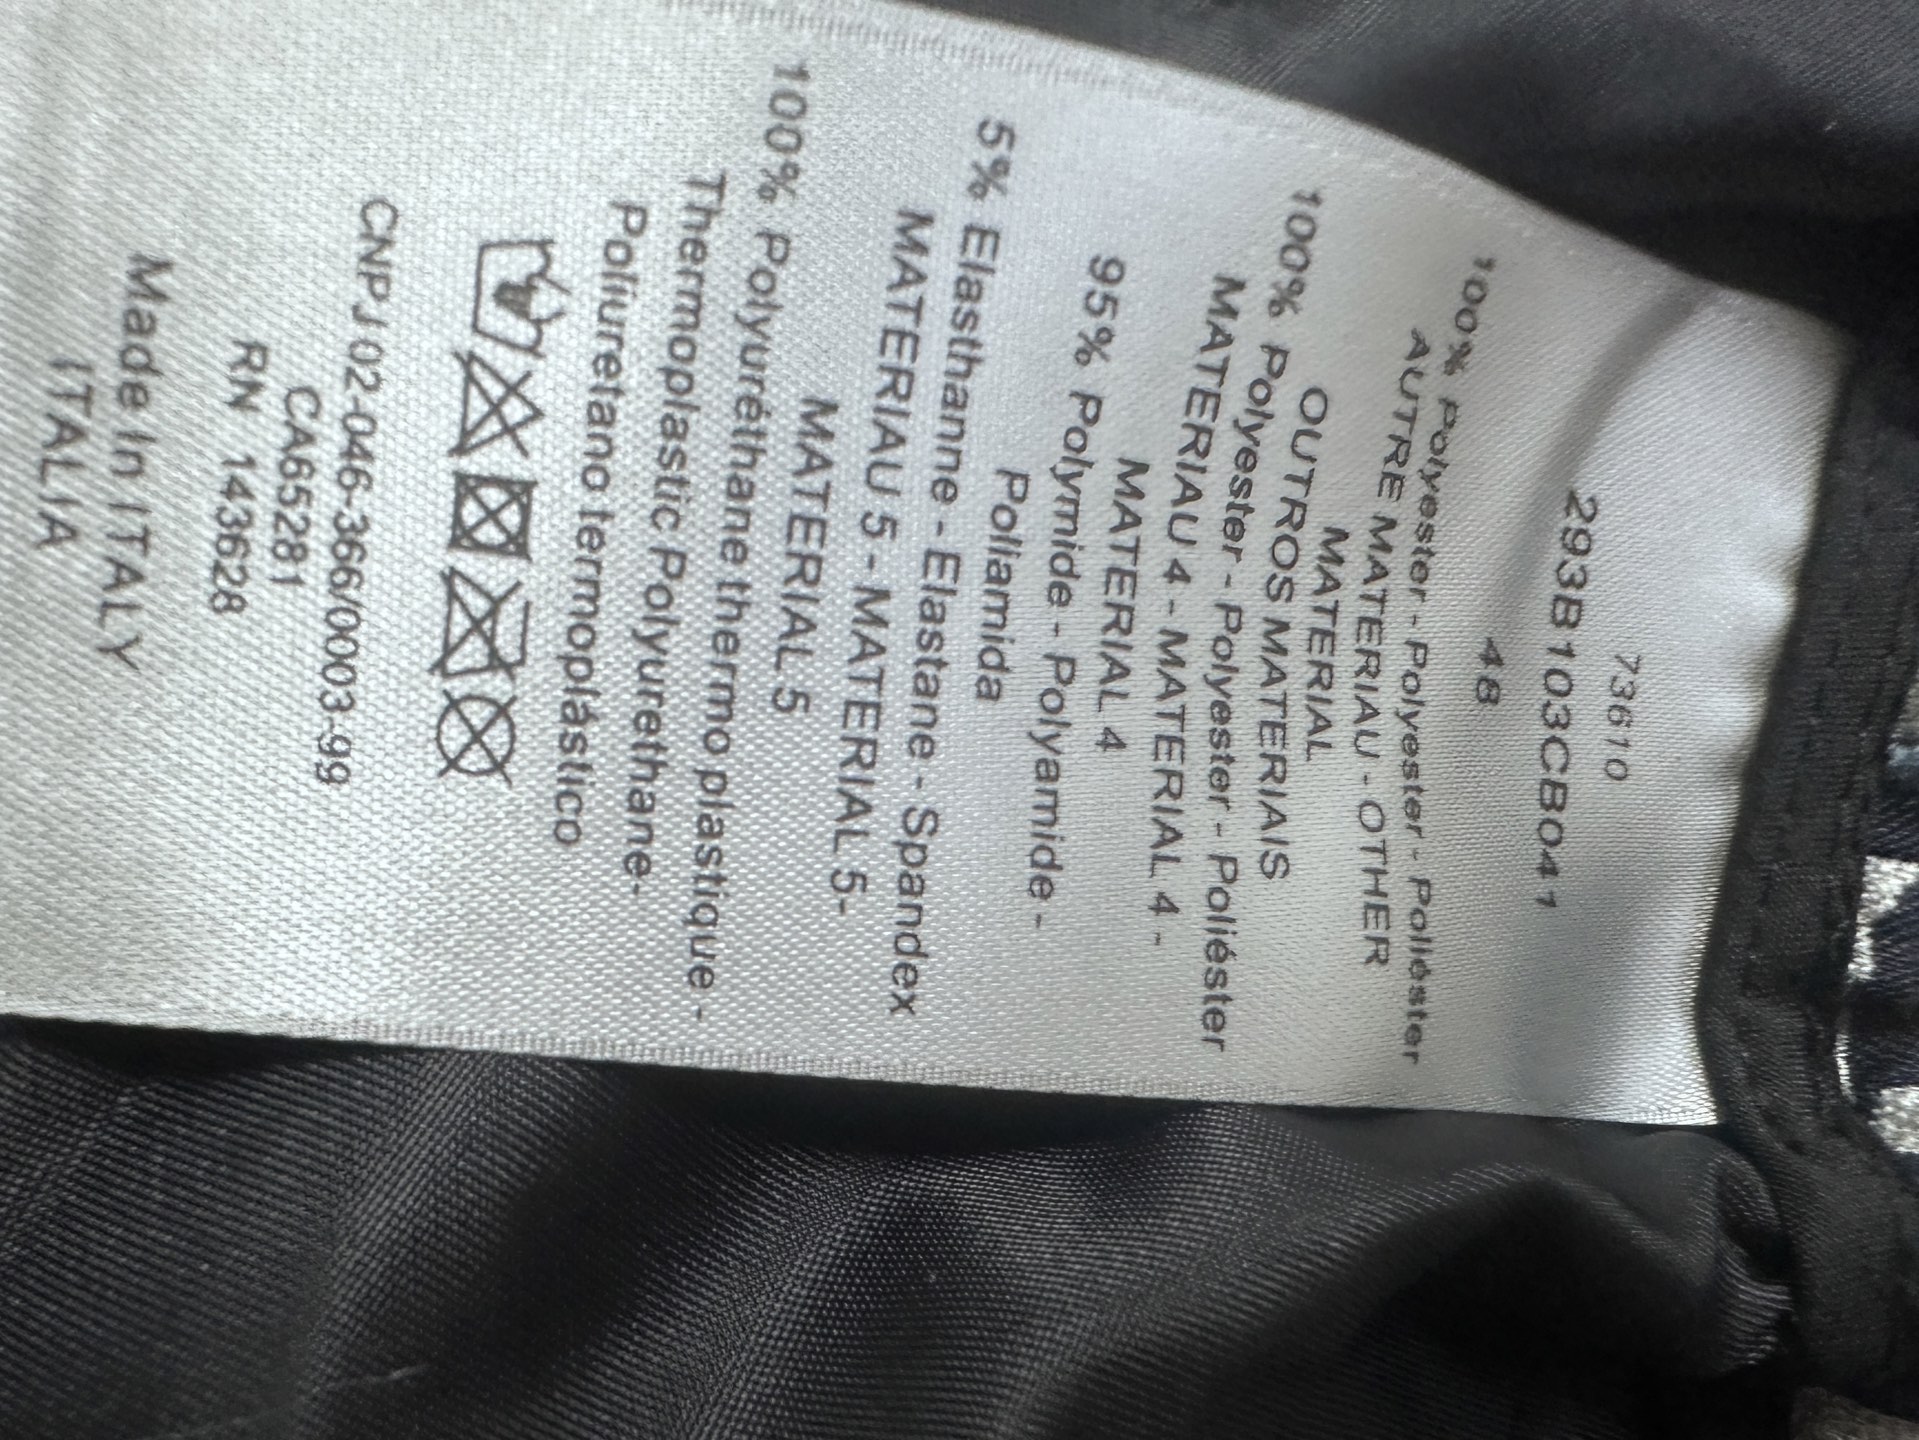 73610
293B103CB041
48
100% Polyester - Polyester - Poliéster
AUTRE MATERIAU - OTHER
MATERIAL
OUTROS MATERIAIS
100% Polyester - Polyester - Poliéster
MATERIAU 4 - MATERIAL 4 -
MATERIAL 4
95% Polymide - Polyamide -
Poliamida
5% Elasthanne - Elastane - Spandex
MATERIAU 5 - MATERIAL 5-
MATERIAL 5
100% Polyuréthane thermo plastique -
Thermoplastic Polyurethane-
Poliuretano termoplástico
CNPJ 02-046-366/0003-99
CA65281
RN 143628
Made In ITALY
ITALIA